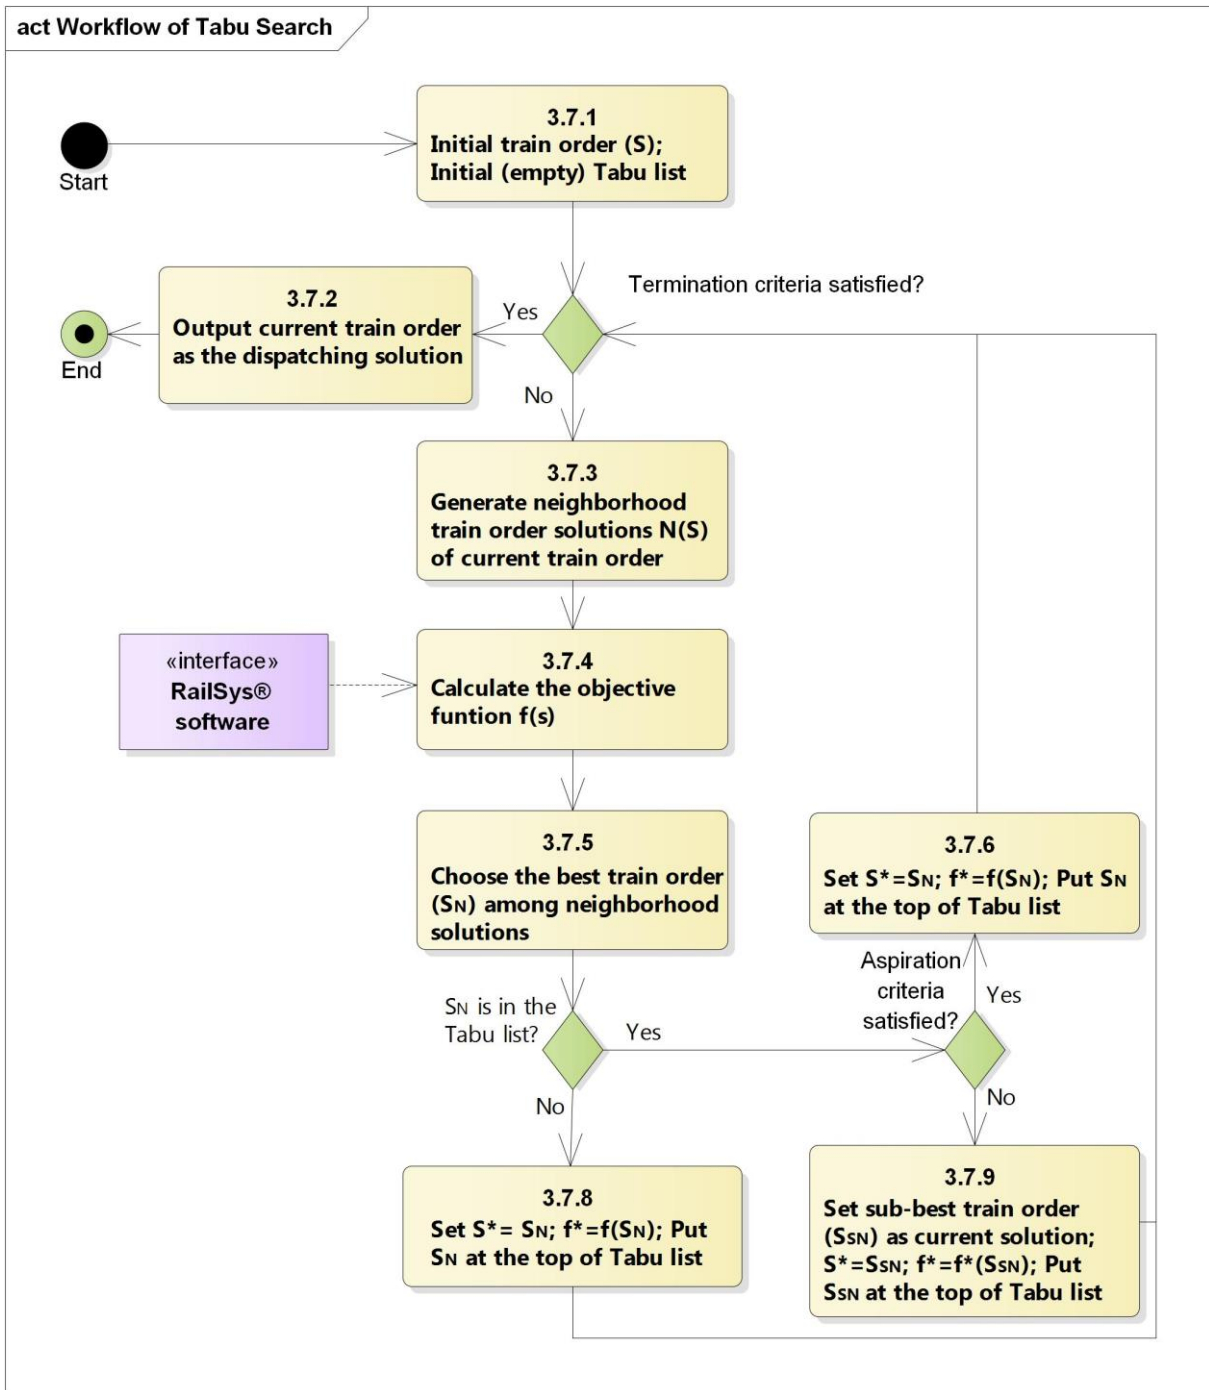 act Workflow of Tabu Search
3.7.1
Initial train order (S);
Initial (empty) Tabu list
Start
Termination criteria satisfied?
3.7.2
Output current train order
as the dispatching solution
Yes
End
No
3.7.3
Generate neighborhood
train order solutions N(S)
of current train order
«interface»
RailSys®
software
3.7.4
Calculate the objective
funtion f(s)
3.7.5
Choose the best train order
(SN) among neighborhood
solutions
3.7.6
Set S*=SN; f*=f(SN); Put SN
at the top of Tabu list
SN is in the
Tabu list?
Yes
Aspiration
criteria
satisfied?
Yes
No
No
3.7.8
Set S*= SN; f*=f(SN); Put
SN at the top of Tabu list
3.7.9
Set sub-best train order
(SSN) as current solution;
S*=SSN; f*=f*(SSN); Put
SSN at the top of Tabu list